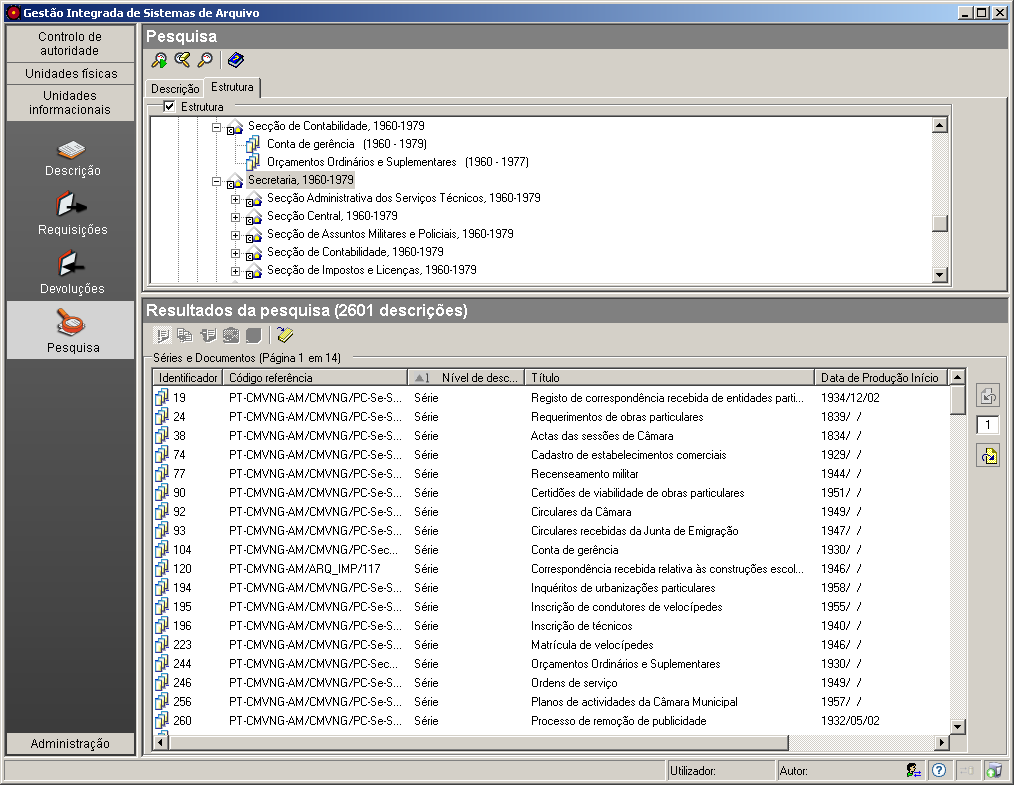 Gestão Integrada de Sistemas de Arquivo
Controlo de
autoridade
Unidades físicas
Unidades
informacionais
Descrição
Requisições
Devoluções
Pesquisa
Administração
Pesquisa
Descrição Estrutura
Estrutura
Secção de Contabilidade, 1960-1979
Conta de gerência (1960 - 1979)
Orçamentos Ordinários e Suplementares (1960 - 1977)
Secretaria, 1960-1979
Secção Administrativa dos Serviços Técnicos, 1960-1979
Secção Central, 1960-1979
Secção de Assuntos Militares e Policiais, 1960-1979
Secção de Contabilidade, 1960-1979
Secção de Impostos e Licenças, 1960-1979
Resultados da pesquisa (2601 descrições)
Séries e Documentos (Página 1 em 14)
Identificador Código referência 1 Nível de desc... Título Data de Produção Início
19 PT-CMVNG-AM/CMVNG/PC-Se-S... Série Registo de correspondência recebida de entidades parti... 1934/12/02
24 PT-CMVNG-AM/CMVNG/PC-Se-S... Série Requerimentos de obras particulares 1839/ /
38 PT-CMVNG-AM/CMVNG/PC-Se-S... Série Actas das sessões de Câmara 1834/ /
74 PT-CMVNG-AM/CMVNG/PC-Se-S... Série Cadastro de estabelecimentos comerciais 1929/ /
77 PT-CMVNG-AM/CMVNG/PC-Se-S... Série Recenseamento militar 1944/ /
90 PT-CMVNG-AM/CMVNG/PC-Se-S... Série Certidões de viabilidade de obras particulares 1951/ /
92 PT-CMVNG-AM/CMVNG/PC-Se-S... Série Circulares da Câmara 1949/ /
93 PT-CMVNG-AM/CMVNG/PC-Se-S... Série Circulares recebidas da Junta de Emigração 1947/ /
104 PT-CMVNG-AM/CMVNG/PC-Sec... Série Conta de gerência 1930/ /
120 PT-CMVNG-AM/ARQ_IMP/117 Série Correspondência recebida relativa às construções escol... 1946/ /
194 PT-CMVNG-AM/CMVNG/PC-Se-S... Série Inquéritos de urbanizações particulares 1958/ /
195 PT-CMVNG-AM/CMVNG/PC-Se-S... Série Inscrição de condutores de velocípedes 1955/ /
196 PT-CMVNG-AM/CMVNG/PC-Se-S... Série Inscrição de técnicos 1940/ /
223 PT-CMVNG-AM/CMVNG/PC-Se-S... Série Matrícula de velocípedes 1946/ /
244 PT-CMVNG-AM/CMVNG/PC-Sec... Série Orçamentos Ordinários e Suplementares 1930/ /
246 PT-CMVNG-AM/CMVNG/PC-Se-S... Série Ordens de serviço 1949/ /
256 PT-CMVNG-AM/CMVNG/PC-Se-S... Série Planos de actividades da Câmara Municipal 1957/ /
260 PT-CMVNG-AM/CMVNG/PC-Se-S... Série Processo de remoção de publicidade 1932/05/02
1
Utilizador: Autor: